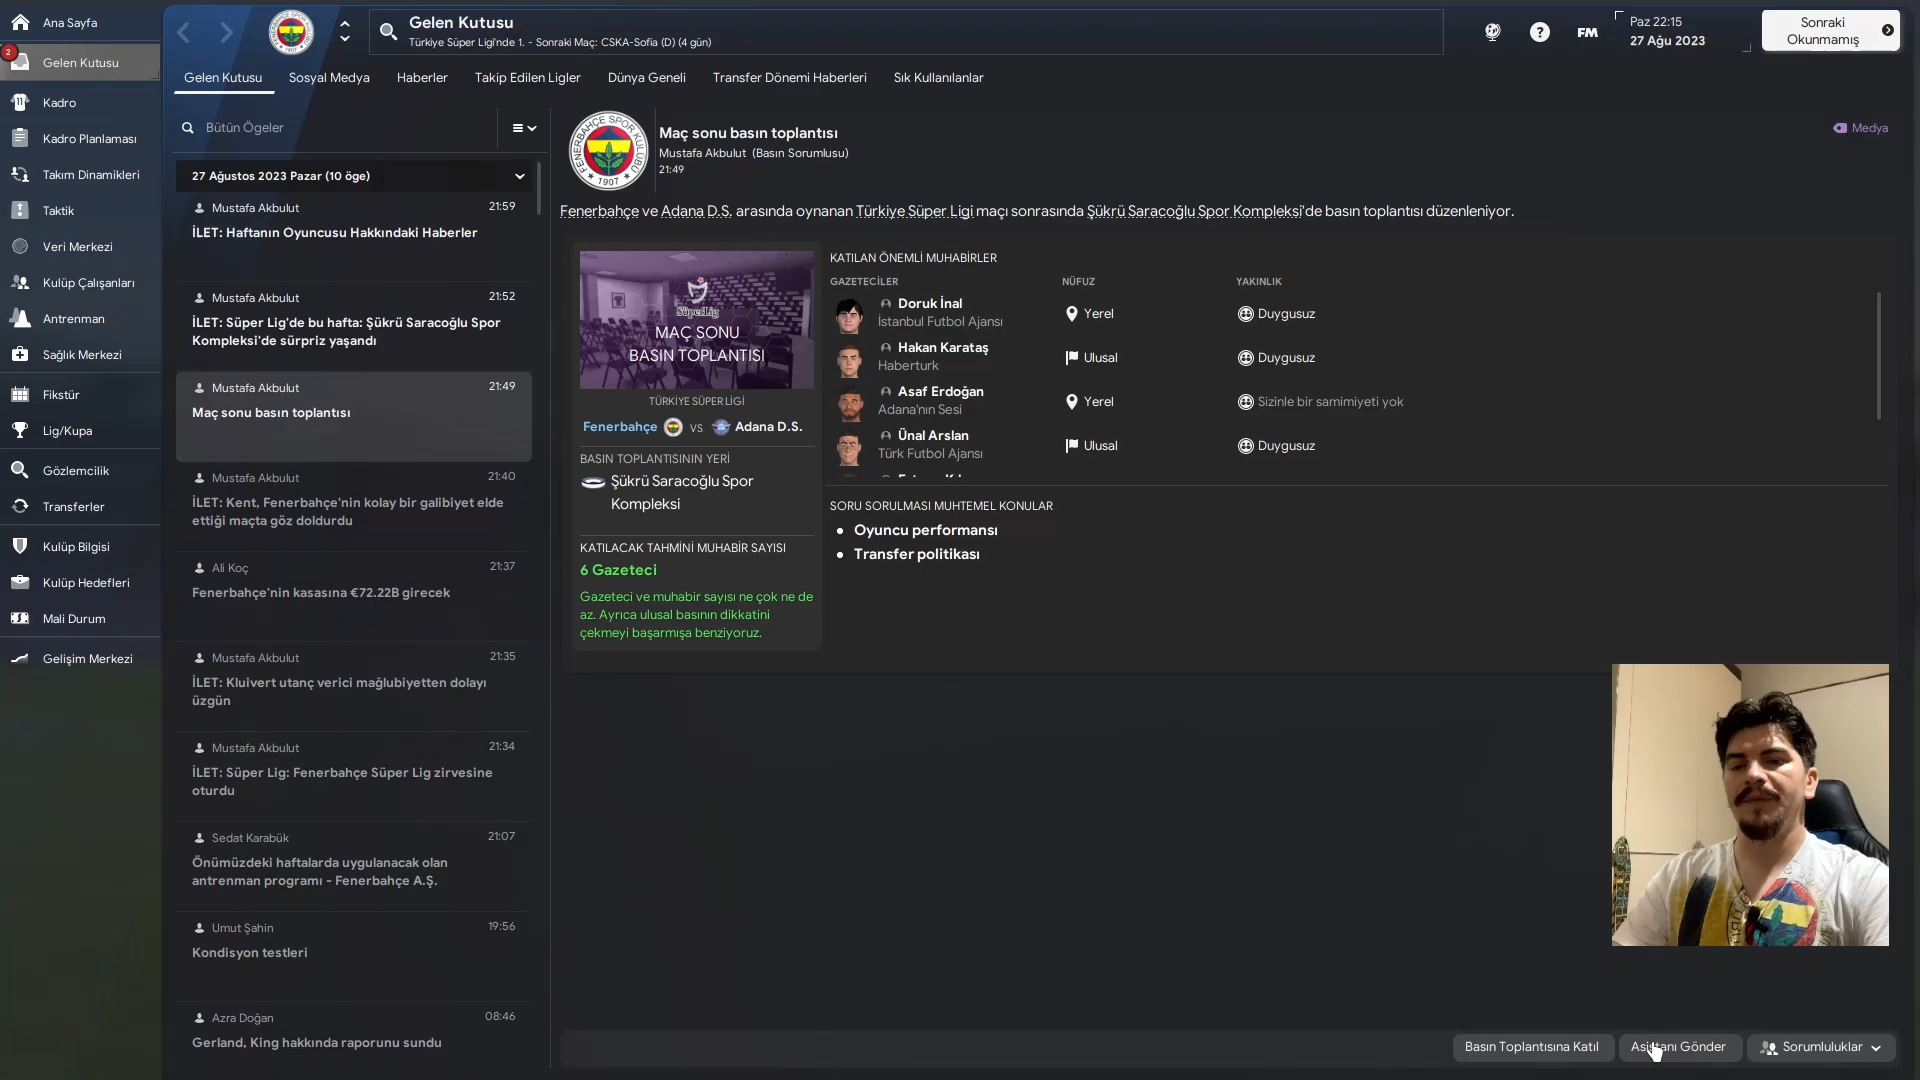 Ana Sayfa
2
Gelen Kutusu
Kadro
Kadro Planlaması
Takım Dinamikleri
Taktik
Veri Merkezi
Kulüp Çalışanları
Antrenman
Sağlık Merkezi
Fikstür
Lig/Kupa
Gözlemcilik
Transferler
Kulüp Bilgisi
Kulüp Hedefleri
Mali Durum
Gelişim Merkezi
Gelen Kutusu
Türkiye Süper Ligi'nde 1. - Sonraki Maç: CSKA-Sofia (D) (4 gün)
FM
Paz 22:15
27 Ağu 2023
Sonraki
Okunmamış
Gelen Kutusu Sosyal Medya Haberler Takip Edilen Ligler Dünya Geneli Transfer Dönemi Haberleri Sık Kullanılanlar
Bütün Ögeler
27 Ağustos 2023 Pazar (10 öge)
Mustafa Akbulut 21:59
İLET: Haftanın Oyuncusu Hakkındaki Haberler
Mustafa Akbulut 21:52
İLET: Süper Lig'de bu hafta: Şükrü Saracoğlu Spor
Kompleksi'de sürpriz yaşandı
Mustafa Akbulut 21:49
Maç sonu basın toplantısı
Mustafa Akbulut 21:40
İLET: Kent, Fenerbahçe'nin kolay bir galibiyet elde
ettiği maçta göz doldurdu
Ali Koç 21:37
Fenerbahçe'nin kasasına €72.22B girecek
Mustafa Akbulut 21:35
İLET: Kluivert utanç verici mağlubiyetten dolayı
üzgün
Mustafa Akbulut 21:34
İLET: Süper Lig: Fenerbahçe Süper Lig zirvesine
oturdu
Sedat Karabük 21:07
Önümüzdeki haftalarda uygulanacak olan
antrenman programı - Fenerbahçe A.Ş.
Umut Şahin 19:56
Kondisyon testleri
Azra Doğan 08:46
Gerland, King hakkında raporunu sundu
FENERBAHÇE SPOR KULÜBÜ
1907
Maç sonu basın toplantısı
Mustafa Akbulut (Basın Sorumlusu)
21:49
Medya
Fenerbahçe ve Adana D.S. arasında oynanan Türkiye Süper Ligi maçı sonrasında Şükrü Saracoğlu Spor Kompleksi'de basın toplantısı düzenleniyor.
SüperLig
MAÇ SONU
BASIN TOPLANTISI
TÜRKİYE SÜPER LİGİ
Fenerbahçe VS Adana D.S.
BASIN TOPLANTISININ YERİ
Şükrü Saracoğlu Spor
Kompleksi
KATILACAK TAHMİNİ MUHABİR SAYISI
6 Gazeteci
Gazeteci ve muhabir sayısı ne çok ne de
az. Ayrıca ulusal basının dikkatini
çekmeyi başarmışa benziyoruz.
KATILAN ÖNEMLİ MUHABİRLER
GAZETECİLER NÜFUZ YAKINLIK
Doruk İnal
İstanbul Futbol Ajansı
Yerel Duygusuz
Hakan Karataş
Haberturk
Ulusal Duygusuz
Asaf Erdoğan
Adana'nın Sesi
Yerel Sizinle bir samimiyeti yok
Ünal Arslan
Türk Futbol Ajansı
Ulusal Duygusuz
SORU SORULMASI MUHTEMEL KONULAR
Oyuncu performansı
Transfer politikası
Basın Toplantısına Katıl
Asistanı Gönder
Sorumluluklar